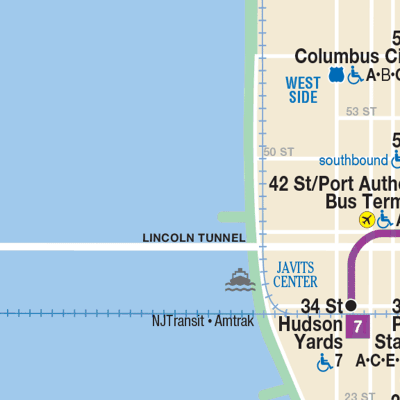 Columbus Ci
A•B•C
WEST
SIDE
53 ST
50 ST
southbound
42 St/Port Auth
Bus Term
LINCOLN TUNNEL
JAVITS
CENTER
34 St
Hudson
Yards
7
NJTransit • Amtrak
P
Sta
7
A•C•E
23 ST